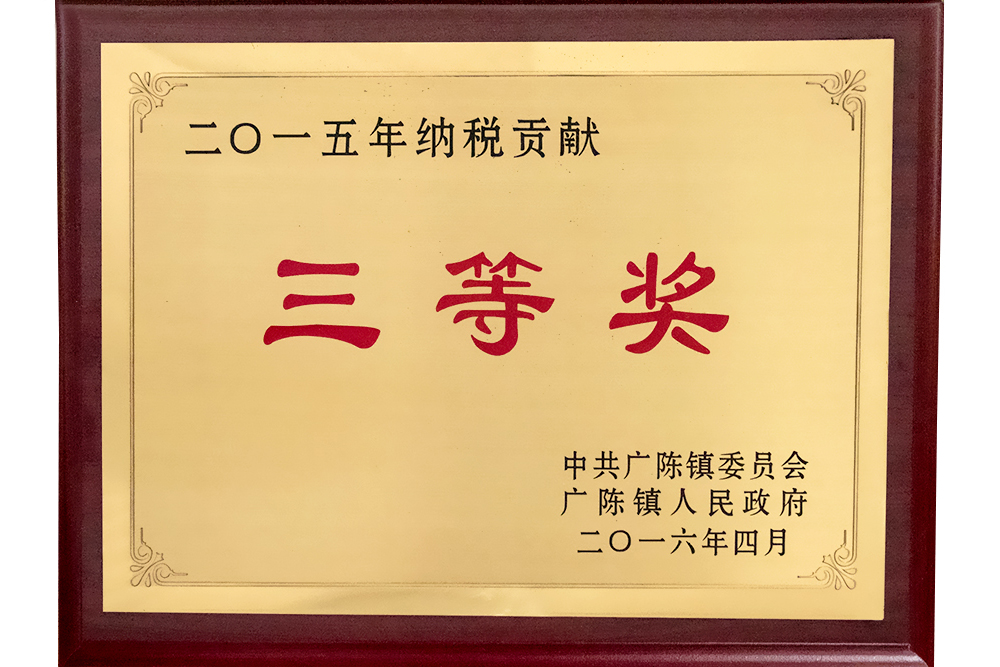 二〇一五年纳税贡献
三等奖
中共广陈镇委员会
广陈镇人民政府
二〇一六年四月